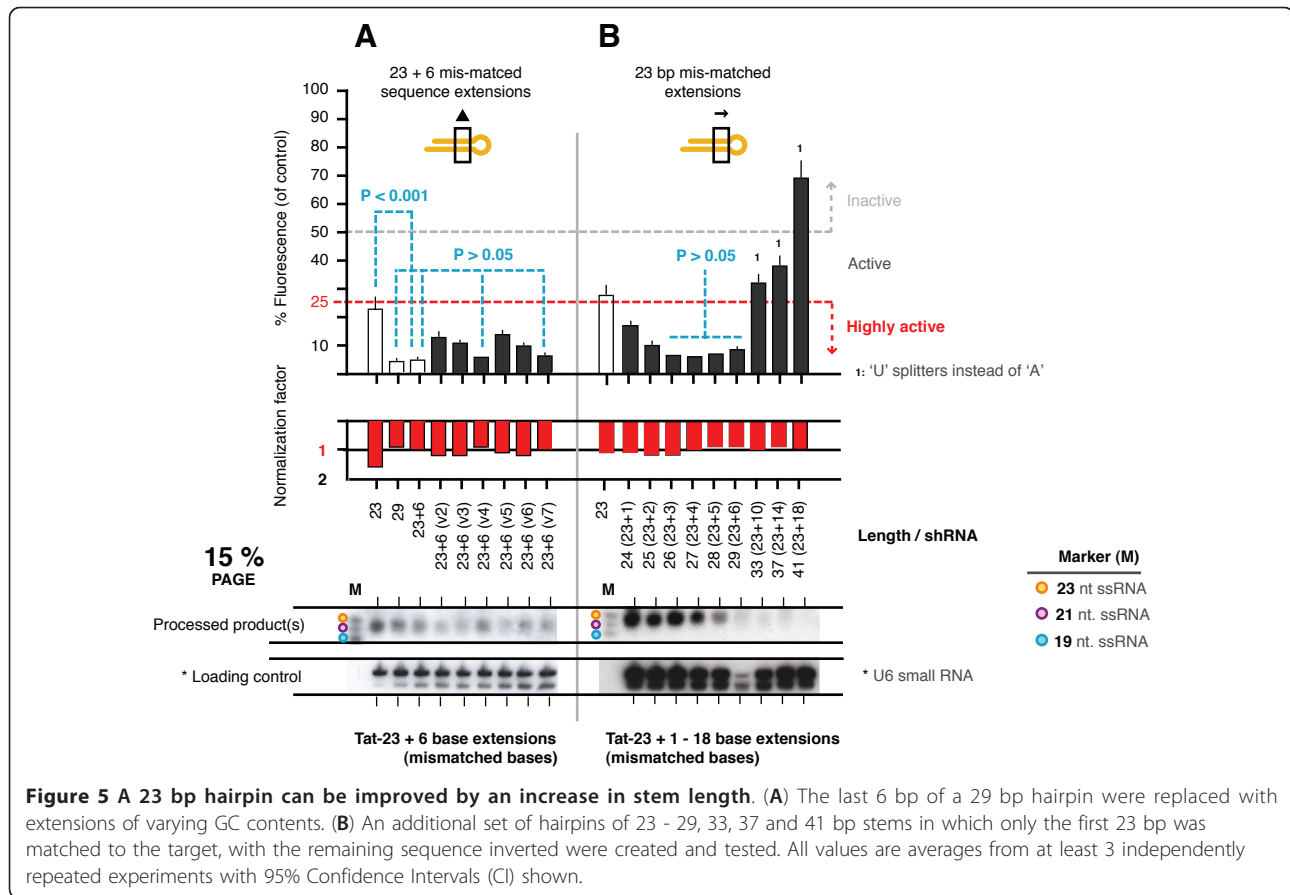 A
B
23 + 6 mis-matced
sequence extensions
23 bp mis-matched
extensions
% Fluorescence (of control)
100
90
80
70
60
50
40
25
10
P < 0.001
P > 0.05
P > 0.05
1
1
1
Inactive
Active
Highly active
1: 'U' splitters instead of 'A'
Normalization factor
1
2
23
29
23+6
23+6 (v2)
23+6 (v3)
23+6 (v4)
23+6 (v5)
23+6 (v6)
23+6 (v7)
23
24 (23+1)
25 (23+2)
26 (23+3)
27 (23+4)
28 (23+5)
29 (23+6)
33 (23+10)
37 (23+14)
41 (23+18)
Length / shRNA
15 %
PAGE
M
M
Marker (M)
23 nt ssRNA
21 nt. ssRNA
19 nt. ssRNA
Processed product(s)
* Loading control
* U6 small RNA
Tat-23 + 6 base extensions
(mismatched bases)
Tat-23 + 1 - 18 base extensions
(mismatched bases)
Figure 5 A 23 bp hairpin can be improved by an increase in stem length. (A) The last 6 bp of a 29 bp hairpin were replaced with
extensions of varying GC contents. (B) An additional set of hairpins of 23 - 29, 33, 37 and 41 bp stems in which only the first 23 bp was
matched to the target, with the remaining sequence inverted were created and tested. All values are averages from at least 3 independently
repeated experiments with 95% Confidence Intervals (CI) shown.